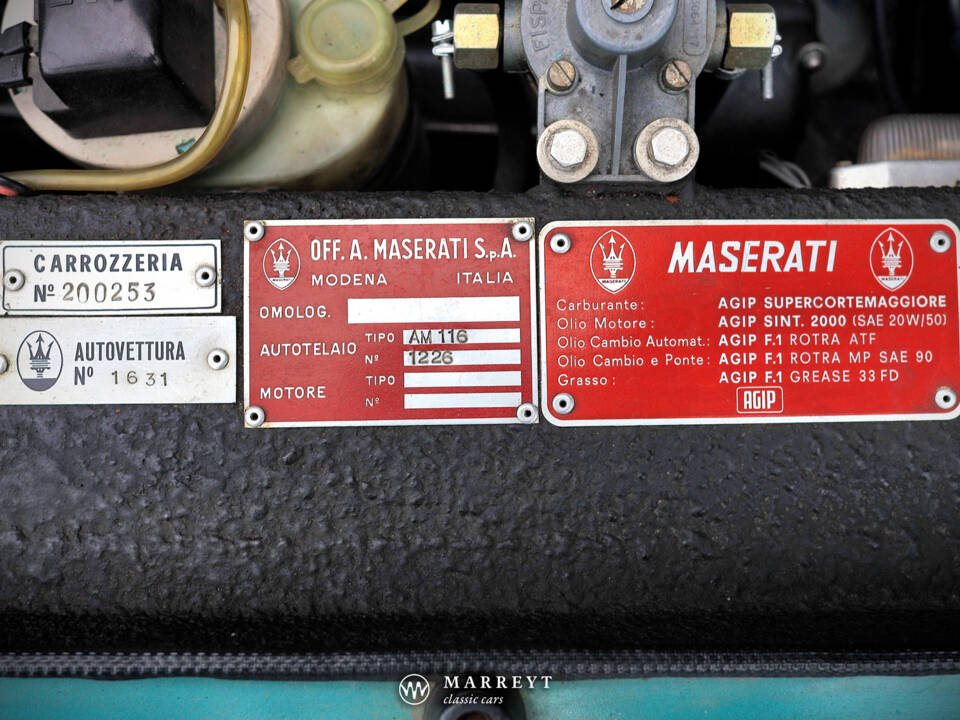 FISPA
CARROZZERIA
Nº 200253
AUTOVETTURA
Nº 1631
OFF. A. MASERATI S.p.A.
MODENA ITALIA
OMOLOG.
AUTOTELAIO TIPO AM 116
Nº 1226
MOTORE TIPO
Nº
MASERATI
Carburante: AGIP SUPERCORTEMAGGIORE
Olio Motore: AGIP SINT. 2000 (SAE 20W/50)
Olio Cambio Automat.: AGIP F.1 ROTRA ATF
Olio Cambio e Ponte: AGIP F.1 ROTRA MP SAE 90
Grasso: AGIP F.1 GREASE 33 FD
AGIP
MARREYT
classic cars